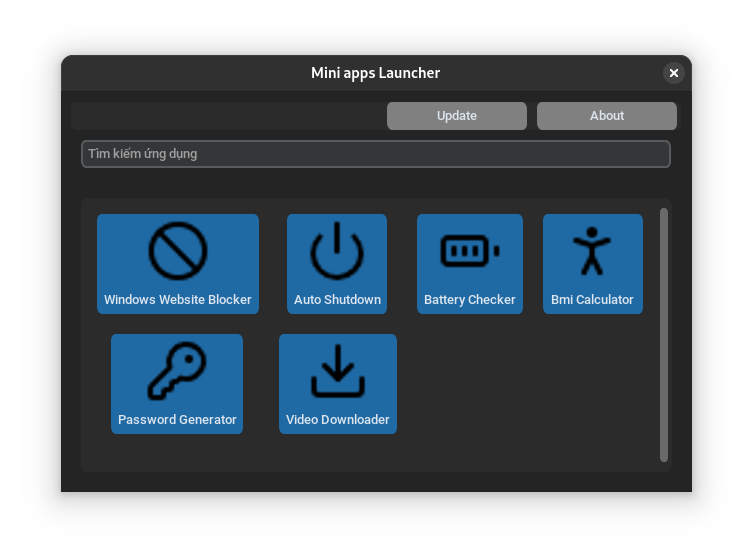 Mini apps Launcher
Update
About
Tìm kiếm ứng dụng
Windows Website Blocker
Auto Shutdown
Battery Checker
Bmi Calculator
Password Generator
Video Downloader